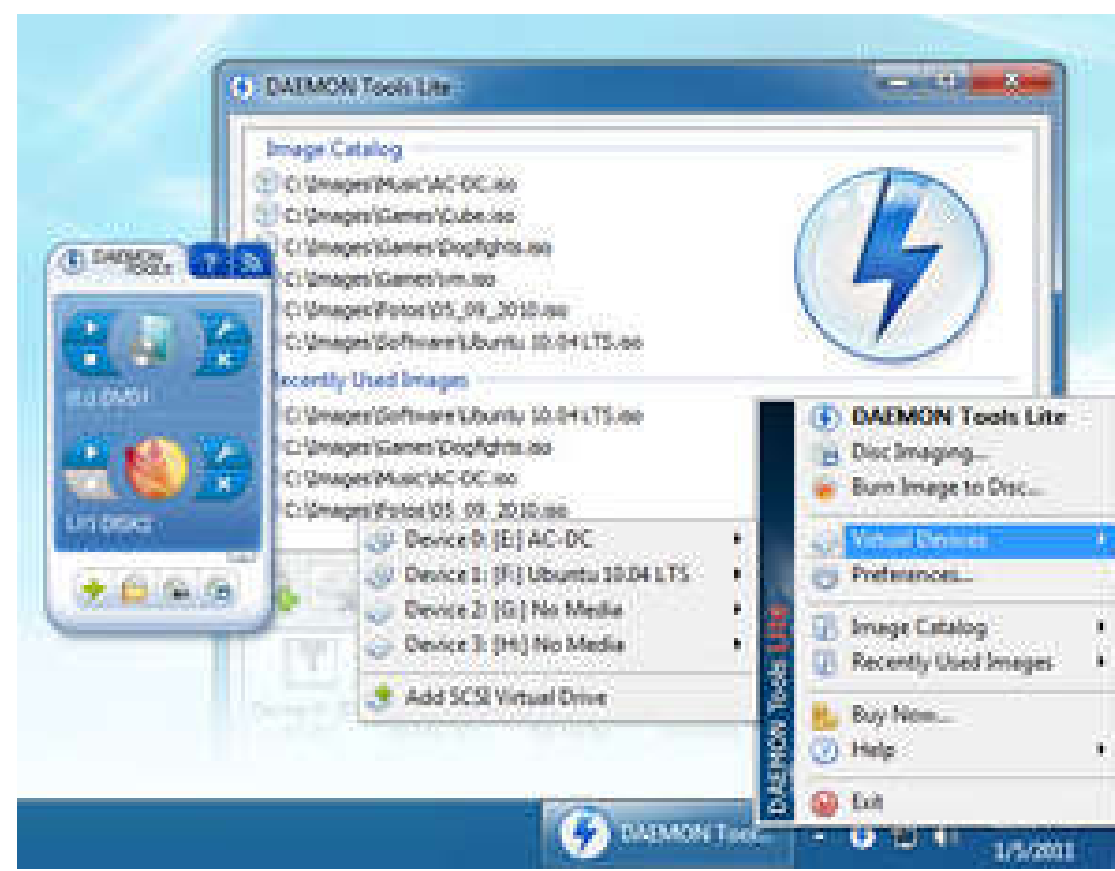 DAEMON Tools Lite
Image Catalog
C:\Images\Music\AC-DC.iso
C:\Images\Games\Cube.iso
C:\Images\Games\Dogfights.iso
C:\Images\Games\
C:\Images\Fotos\05_09_2010.iso
C:\Images\Software\Ubuntu 10.04 LTS.iso
Recently Used Images
C:\Images\Software\Ubuntu 10.04 LTS.iso
C:\Images\Games\Dogfights.iso
C:\Images\Music\AC-DC.iso
C:\Images\Fotos\05_09_2010.iso
DAEMON
TOOLS
?
Device 0: [E:] AC-DC
Device 1: [F:] Ubuntu 10.04 LTS
Device 2: [G:] No Media
Device 3: [H:] No Media
Add SCSI Virtual Drive
DAEMON Tools Lite
DAEMON Tools Lite
Disc Imaging...
Burn Image to Disc...
Virtual Devices
Preferences...
Image Catalog
Recently Used Images
Buy Now...
Help
Exit
DAEMON Tool...
1/5/2011